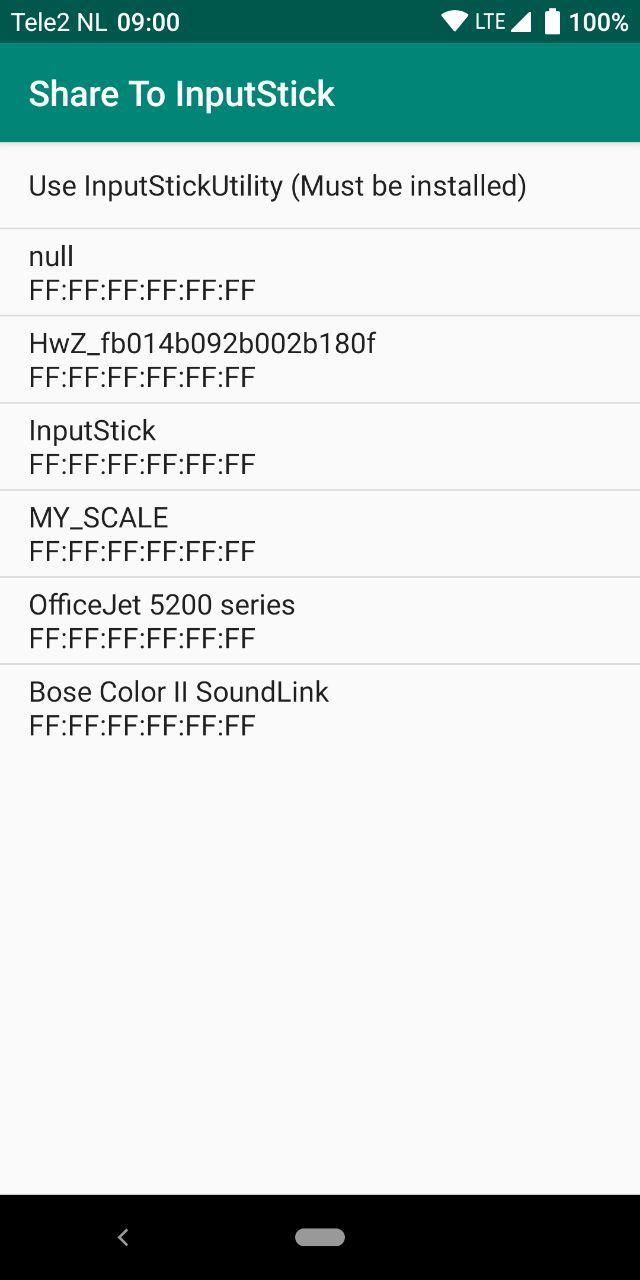 Tele2 NL 09:00 LTE 100%
Share To InputStick
Use InputStickUtility (Must be installed)
null
FF:FF:FF:FF:FF:FF
HwZ_fb014b092b002b180f
FF:FF:FF:FF:FF:FF
InputStick
FF:FF:FF:FF:FF:FF
MY_SCALE
FF:FF:FF:FF:FF:FF
OfficeJet 5200 series
FF:FF:FF:FF:FF:FF
Bose Color II SoundLink
FF:FF:FF:FF:FF:FF